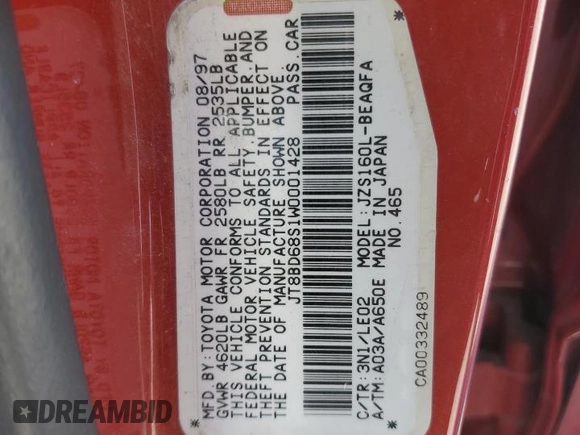 MFD. BY: TOYOTA MOTOR CORPORATION 08/97
GVWR 4620LB GAWR FR 2580LB RR 2535LB
THIS VEHICLE CONFORMS TO ALL APPLICABLE
FEDERAL MOTOR VEHICLE SAFETY, BUMPER, AND
THEFT PREVENTION STANDARDS IN EFFECT ON
THE DATE OF MANUFACTURE SHOWN ABOVE.
JT8BD68S1W0001428 PASS. CAR
C/TR: 3N1/LE02 MODEL: JZS160L-BEAQFA
A/TM: A03A/A650E MADE IN JAPAN
NO. 465
CA00332489
DREAMBID